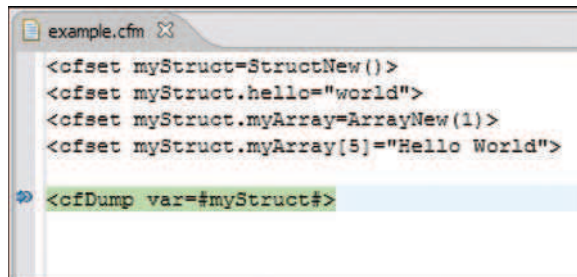 example.cfm
<cfset myStruct=StructNew()>
<cfset myStruct.hello="world">
<cfset myStruct.myArray=ArrayNew(1)>
<cfset myStruct.myArray[5]="Hello World">
<cfDump var=#myStruct#>